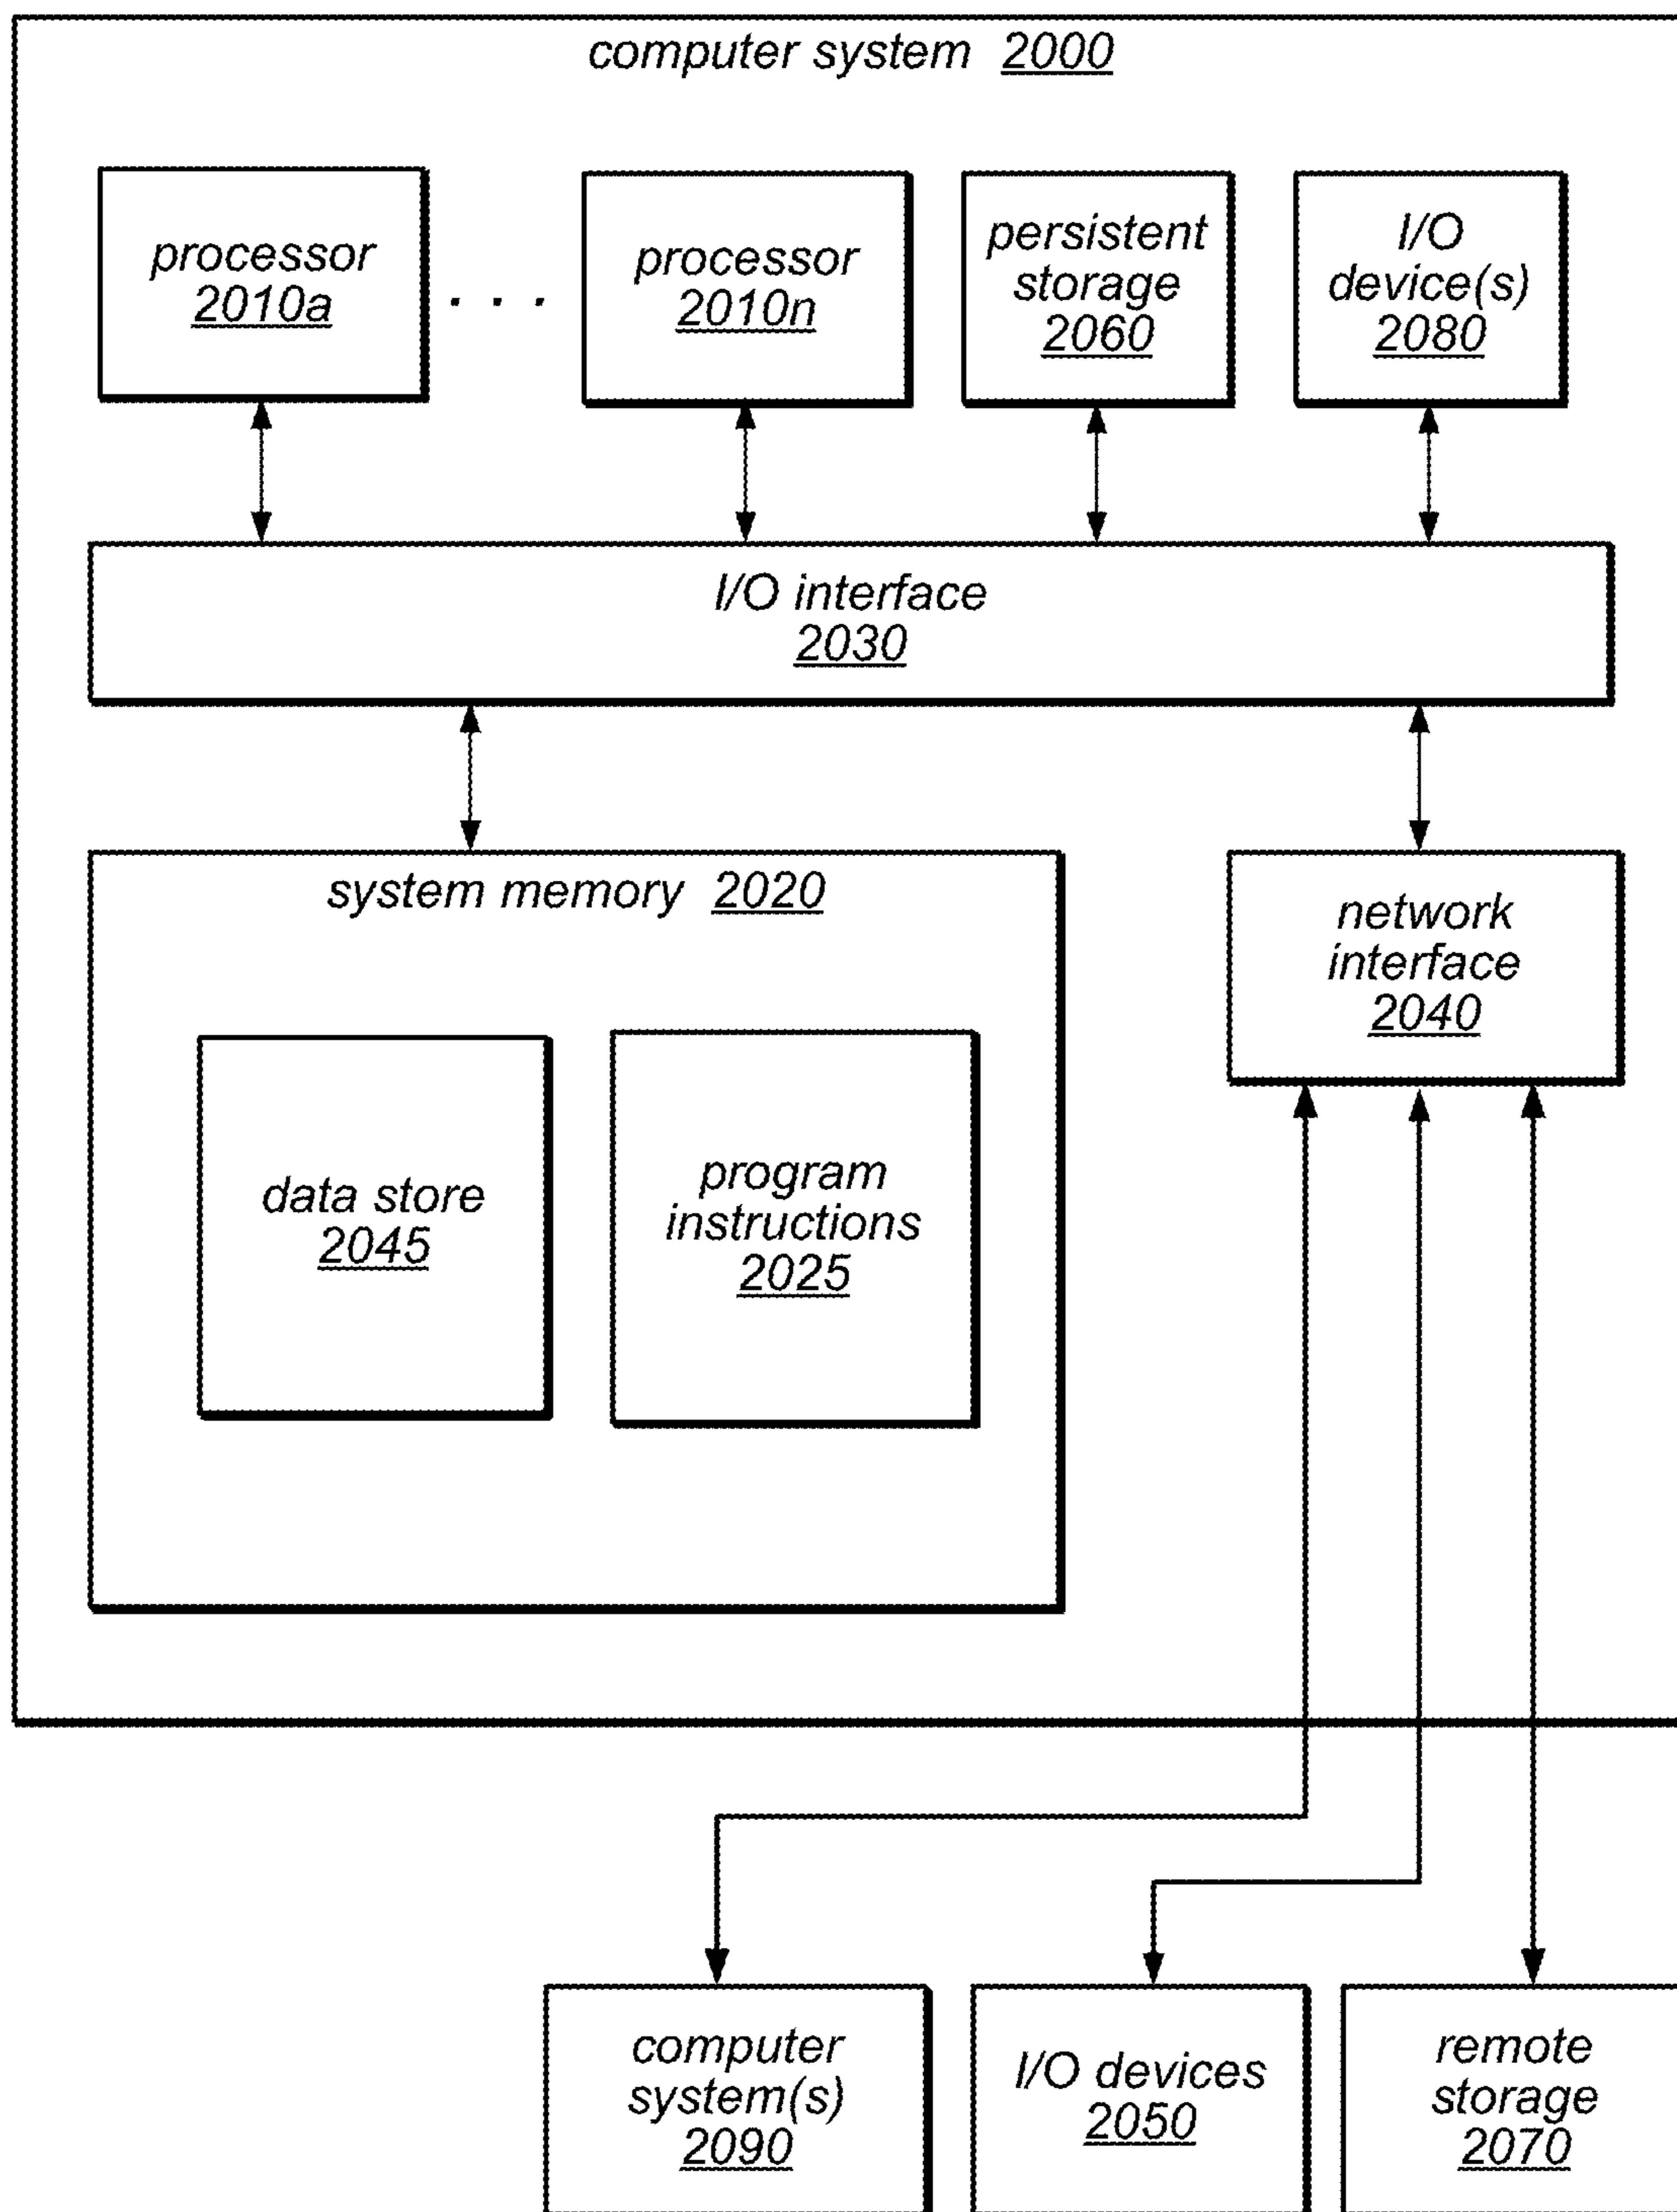 computer system 2000
processor
2010a
. . .
processor
2010n
persistent
storage
2060
I/O
device(s)
2080
I/O interface
2030
system memory 2020
data store
2045
program
instructions
2025
network
interface
2040
computer
system(s)
2090
I/O devices
2050
remote
storage
2070